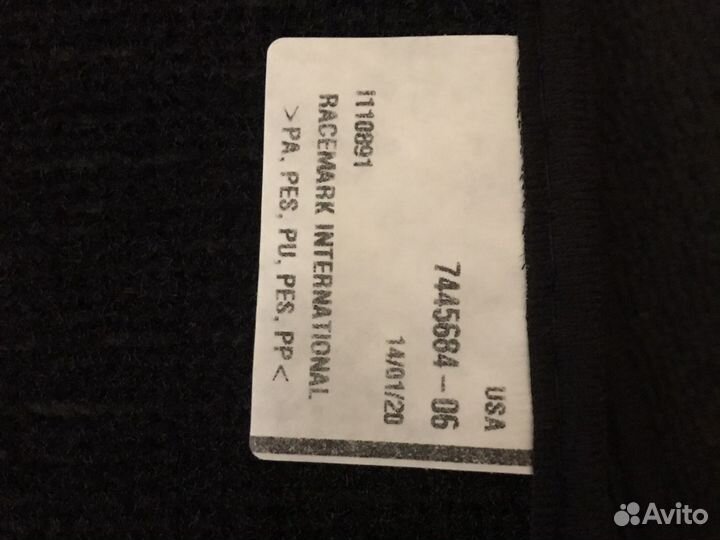 USA
7445684-06
14/01/20
I110891
RACEMARK INTERNATIONAL
>PA, PES, PU, PES, PP<
Avito